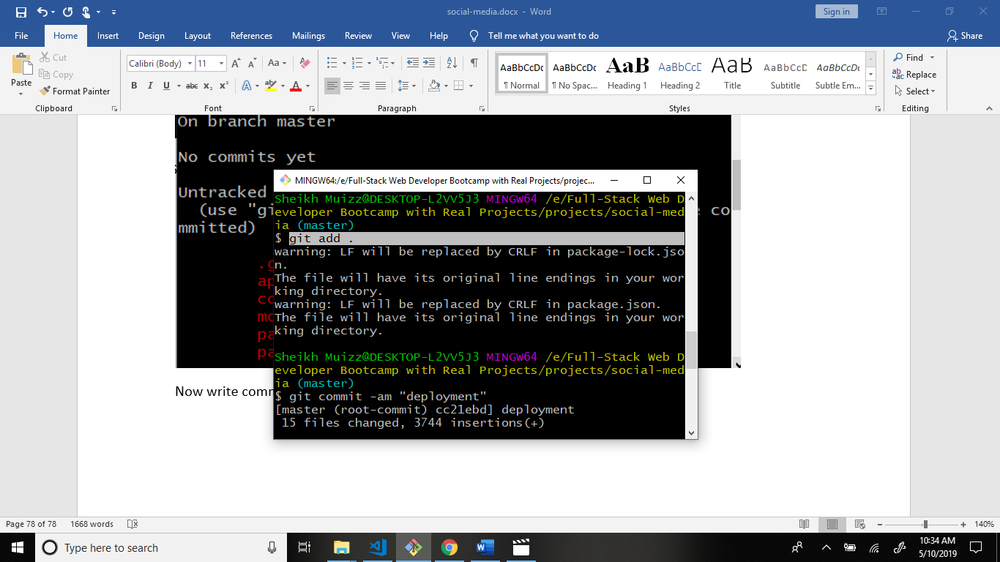 social-media.docx - Word
Sign in
File Home Insert Design Layout References Mailings Review View Help Tell me what you want to do Share
Paste
Cut
Copy
Format Painter
Clipboard
Calibri (Body) 11
Font
Paragraph
AaBbCcDc AaBbCcDc AaBbC AaBbCcD AaB AaBbCcD AaBbCcDc
¶ Normal ¶ No Spac... Heading 1 Heading 2 Title Subtitle Subtle Em...
Styles
Find
Replace
Select
Editing
On branch master
No commits yet
Untracked
(use "gi
e co
mmitted)
.g
ap
co
mo
pa
pa
Now write comm
MINGW64:/e/Full-Stack Web Developer Bootcamp with Real Projects/projec...
Sheikh Muizz@DESKTOP-L2VV5J3 MINGW64 /e/Full-Stack Web D
eveloper Bootcamp with Real Projects/projects/social-med
ia (master)
$ git add .
warning: LF will be replaced by CRLF in package-lock.jso
n.
The file will have its original line endings in your wor
king directory.
warning: LF will be replaced by CRLF in package.json.
The file will have its original line endings in your wor
king directory.
Sheikh Muizz@DESKTOP-L2VV5J3 MINGW64 /e/Full-Stack Web D
eveloper Bootcamp with Real Projects/projects/social-med
ia (master)
$ git commit -am "deployment"
[master (root-commit) cc21ebd] deployment
15 files changed, 3744 insertions(+)
Page 78 of 78 1668 words
140%
Type here to search
10:34 AM
5/10/2019